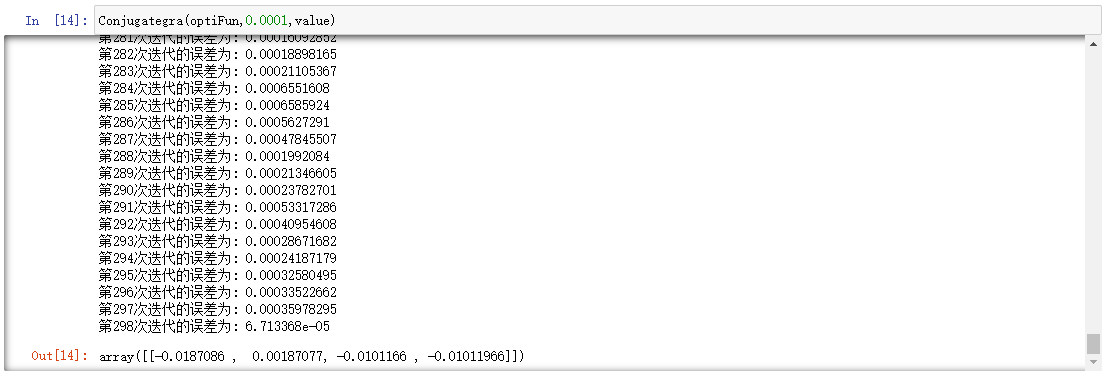 In [14]: Conjugategra(optiFun,0.0001,value)
第281次迭代的误差为: 0.00016092852
第282次迭代的误差为: 0.00018898165
第283次迭代的误差为: 0.00021105367
第284次迭代的误差为: 0.0006551608
第285次迭代的误差为: 0.0006585924
第286次迭代的误差为: 0.0005627291
第287次迭代的误差为: 0.00047845507
第288次迭代的误差为: 0.0001992084
第289次迭代的误差为: 0.00021346605
第290次迭代的误差为: 0.00023782701
第291次迭代的误差为: 0.00053317286
第292次迭代的误差为: 0.00040954608
第293次迭代的误差为: 0.00028671682
第294次迭代的误差为: 0.00024187179
第295次迭代的误差为: 0.00032580495
第296次迭代的误差为: 0.00033522662
第297次迭代的误差为: 0.00035978295
第298次迭代的误差为: 6.713368e-05
Out[14]: array([[-0.0187086 , 0.00187077, -0.0101166 , -0.01011966]])